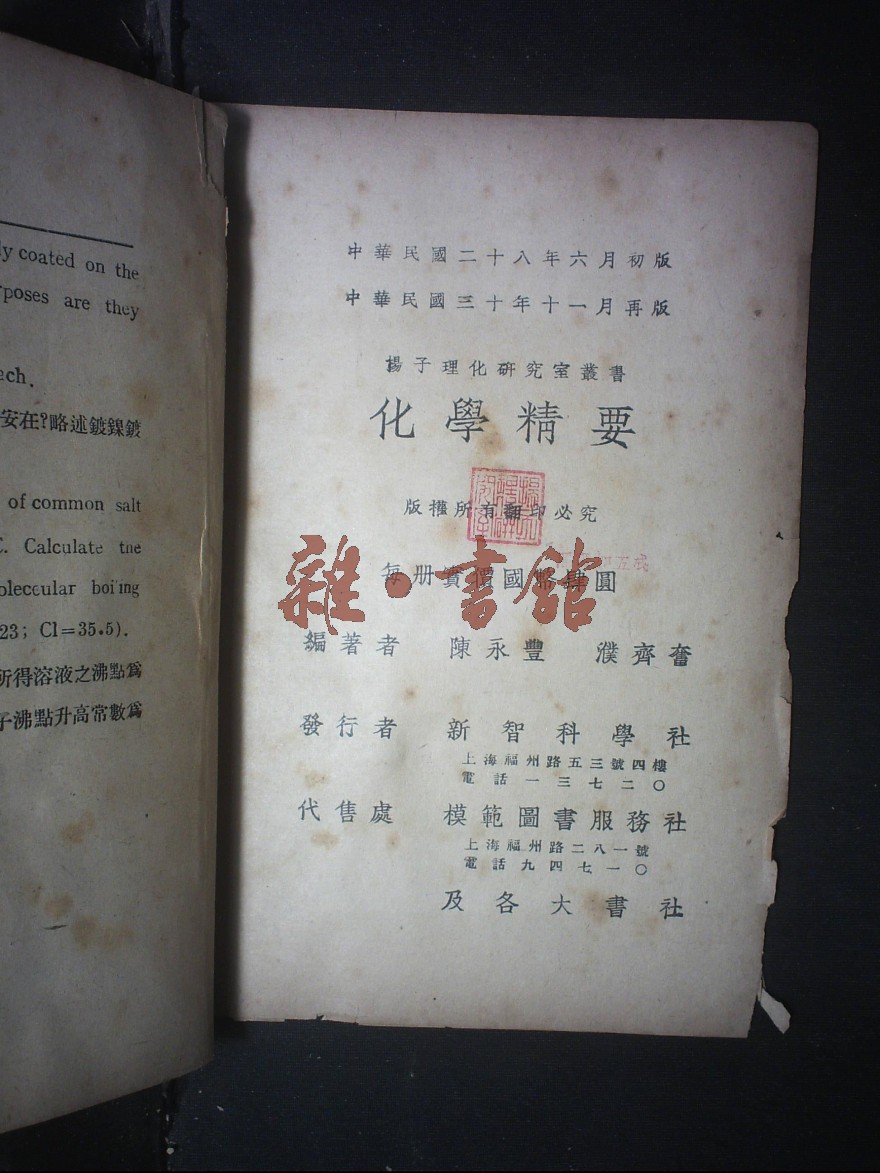 ly coated on the
rposes are they
ech.
安在?略述鍍鎳鍍
of common salt
C. Calculate tne
oleccular boi'ng
23; Cl=35.5).
所得溶液之沸點爲
子沸點升高常數爲
中華民國二十八年六月初版
中華民國三十年十一月再版
揚子理化研究室叢書
化學精要
版權所有翻印必究
每册實價國幣肆圓
雜·書館
編著者 陳永豐 濮齊奮
發行者 新智科學社
上海福州路五三號四樓
電話一三七二〇
代售處 模範圖書服務社
上海福州路二八一號
電話九四七一〇
及各大書社